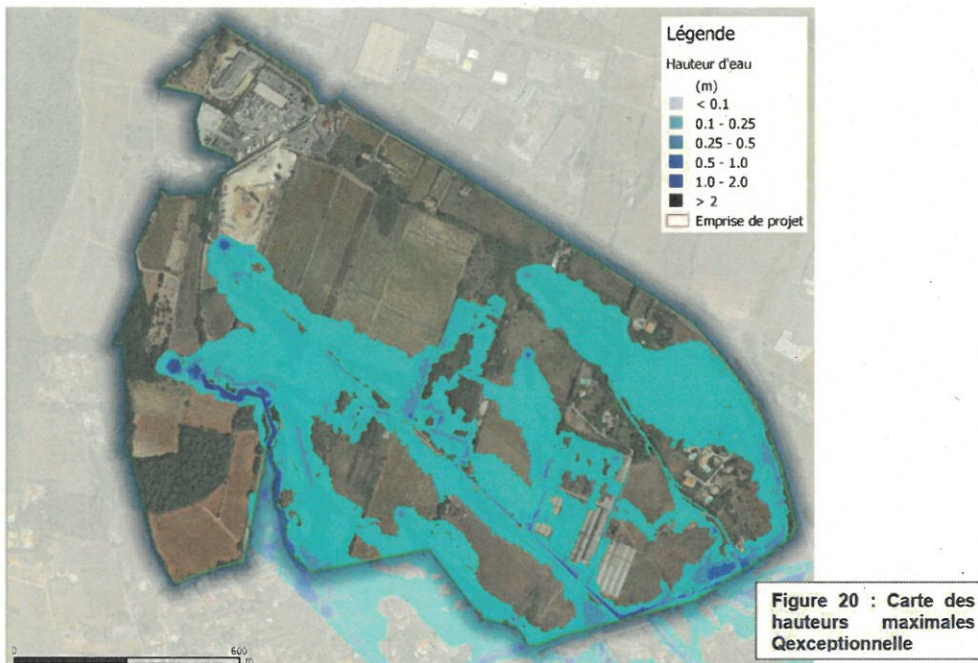 Légende
Hauteur d'eau
(m)
< 0.1
0.1 - 0.25
0.25 - 0.5
0.5 - 1.0
1.0 - 2.0
> 2
Emprise de projet
0 600
m
Figure 20 : Carte des
hauteurs maximales
Qexceptionnelle